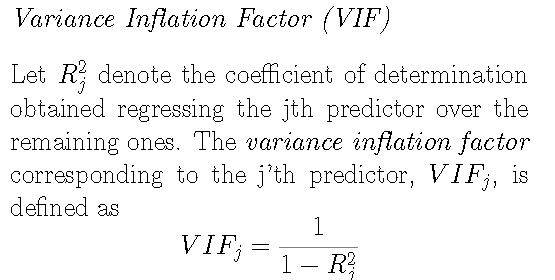 Variance Inflation Factor (VIF)
Let R_j^2 denote the coefficient of determination
obtained regressing the jth predictor over the
remaining ones. The variance inflation factor
corresponding to the j'th predictor, VIF_j, is
defined as
VIF_j = \frac{1}{1 - R_j^2}